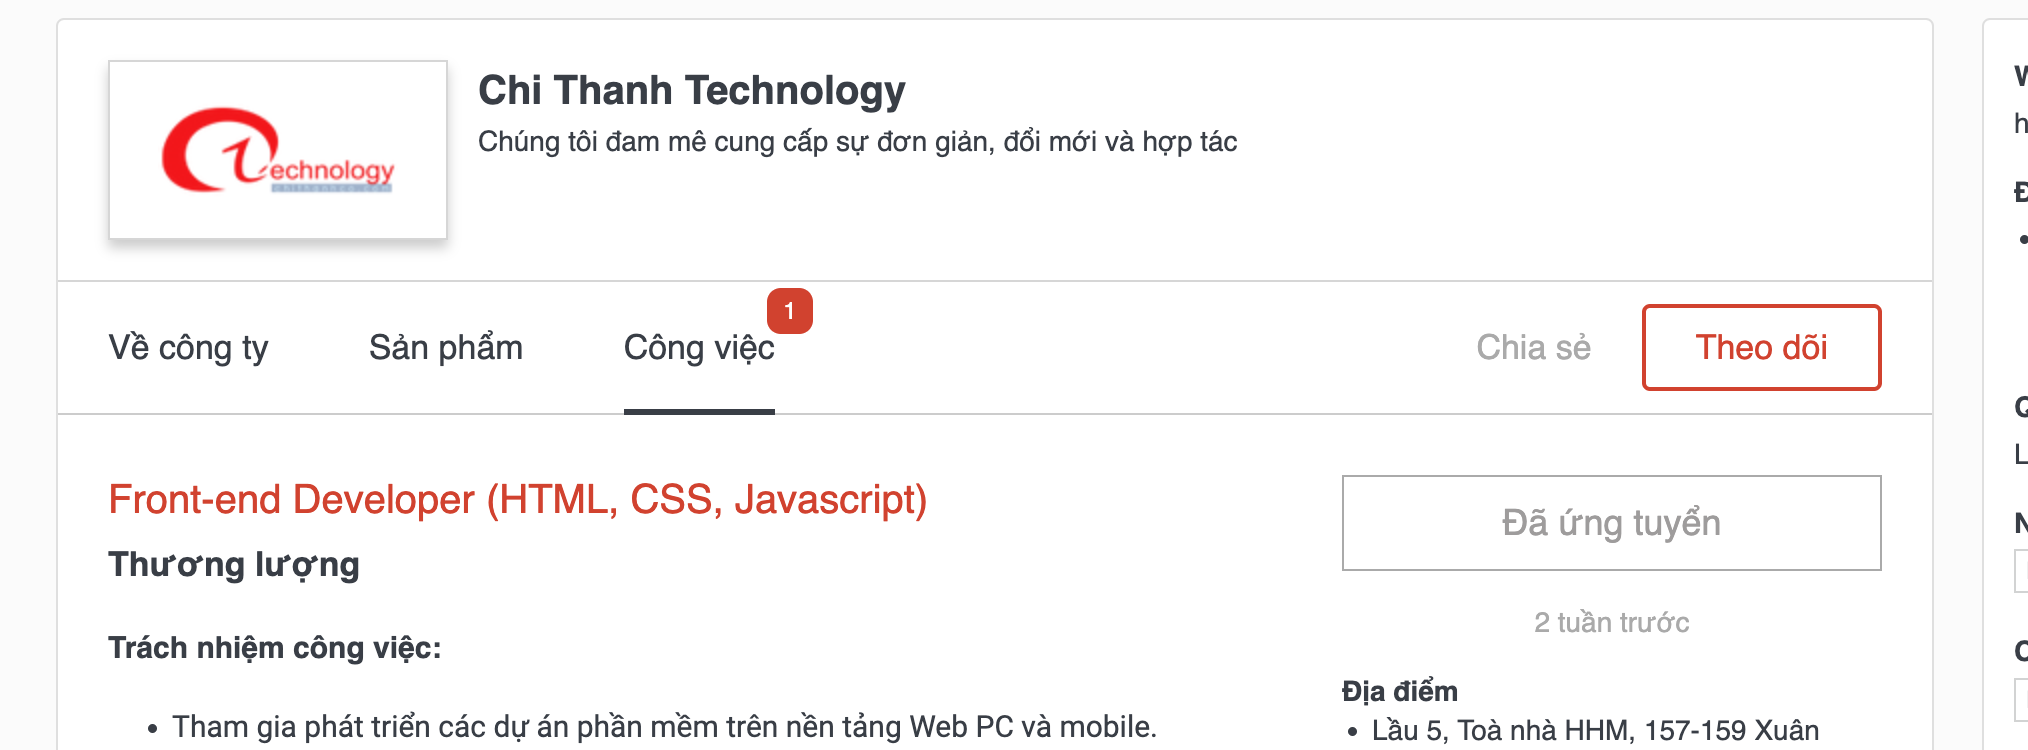 echnology
Chi Thanh Technology
Chúng tôi đam mê cung cấp sự đơn giản, đổi mới và hợp tác
Về công ty
Sản phẩm
Công việc
1
Chia sẻ
Theo dõi
Front-end Developer (HTML, CSS, Javascript)
Thương lượng
Trách nhiệm công việc:
• Tham gia phát triển các dự án phần mềm trên nền tảng Web PC và mobile.
Đã ứng tuyển
2 tuần trước
Địa điểm
• Lầu 5, Toà nhà HHM, 157-159 Xuân